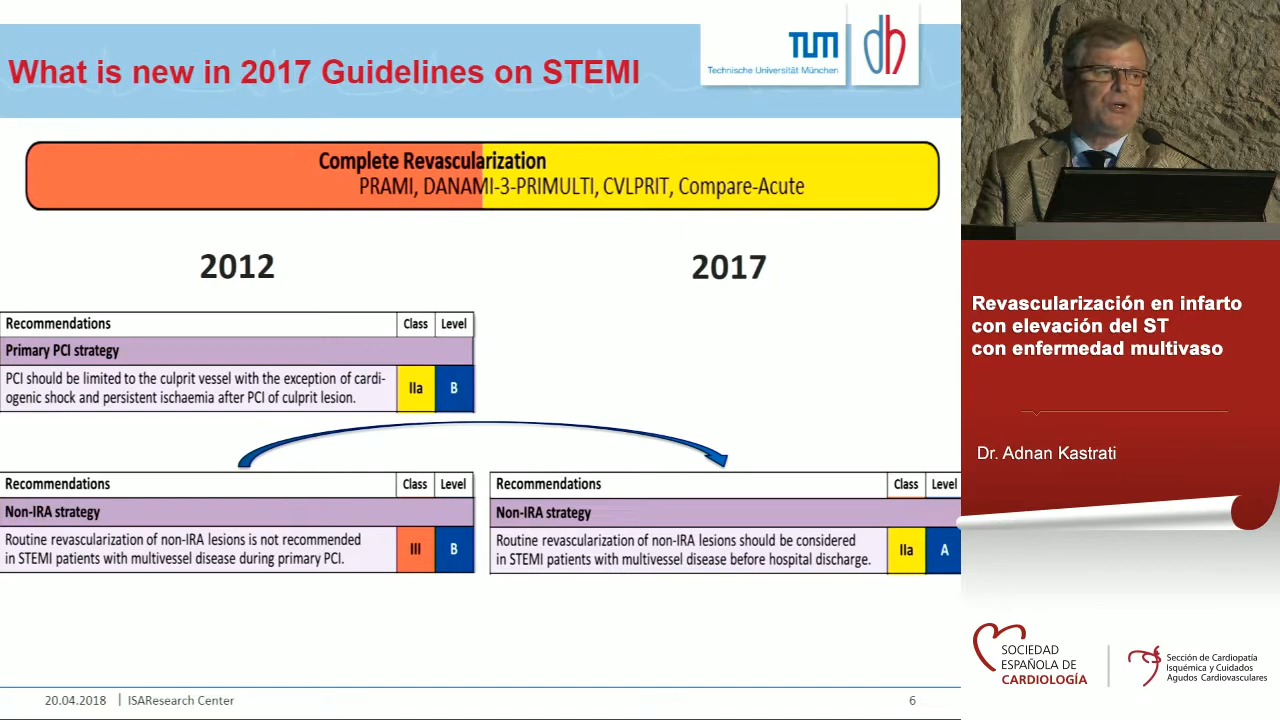 What is new in 2017 Guidelines on STEMI
TUM
Technische Universität München
dh
Complete Revascularization
PRAMI, DANAMI-3-PRIMULTI, CVLPRIT, Compare-Acute
2012
2017
Recommendations Class Level
Primary PCI strategy
PCI should be limited to the culprit vessel with the exception of cardi-
ogenic shock and persistent ischaemia after PCI of culprit lesion.
IIa B
Recommendations Class Level
Non-IRA strategy
Routine revascularization of non-IRA lesions is not recommended
in STEMI patients with multivessel disease during primary PCI.
III B
Recommendations Class Level
Non-IRA strategy
Routine revascularization of non-IRA lesions should be considered
in STEMI patients with multivessel disease before hospital discharge.
IIa A
20.04.2018 | ISAResearch Center
6
Revascularización en infarto
con elevación del ST
con enfermedad multivaso
Dr. Adnan Kastrati
SOCIEDAD
ESPAÑOLA DE
CARDIOLOGÍA
Sección de Cardiopatía
Isquémica y Cuidados
Agudos Cardiovasculares